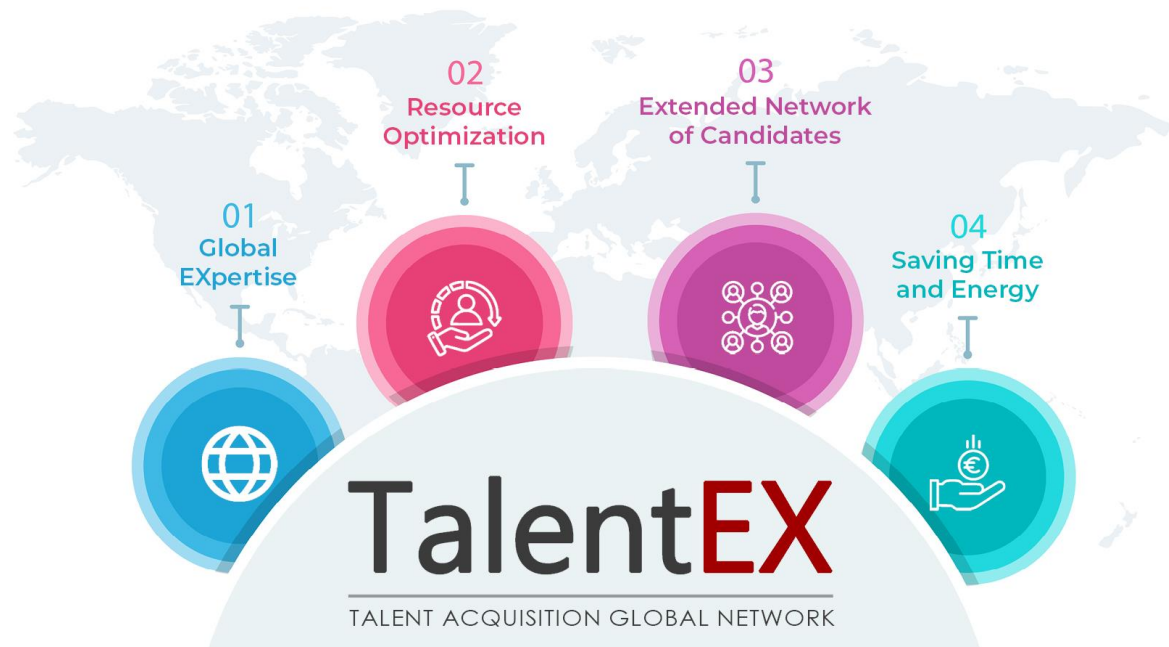 01
Global
EXpertise
02
Resource
Optimization
03
Extended Network
of Candidates
04
Saving Time
and Energy
€
TalentEX
TALENT ACQUISITION GLOBAL NETWORK